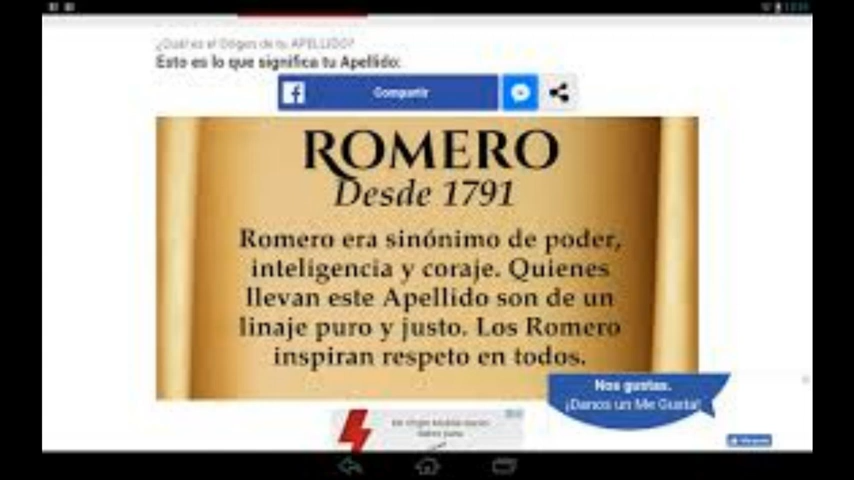 ¿Cuál es el Origen de tu APELLIDO?
Esto es lo que significa tu Apellido:
Compartir
ROMERO
Desde 1791
Romero era sinónimo de poder,
inteligencia y coraje. Quienes
llevan este Apellido son de un
linaje puro y justo. Los Romero
inspiran respeto en todos.
Nos gustas.
¡Danos un Me Gusta!